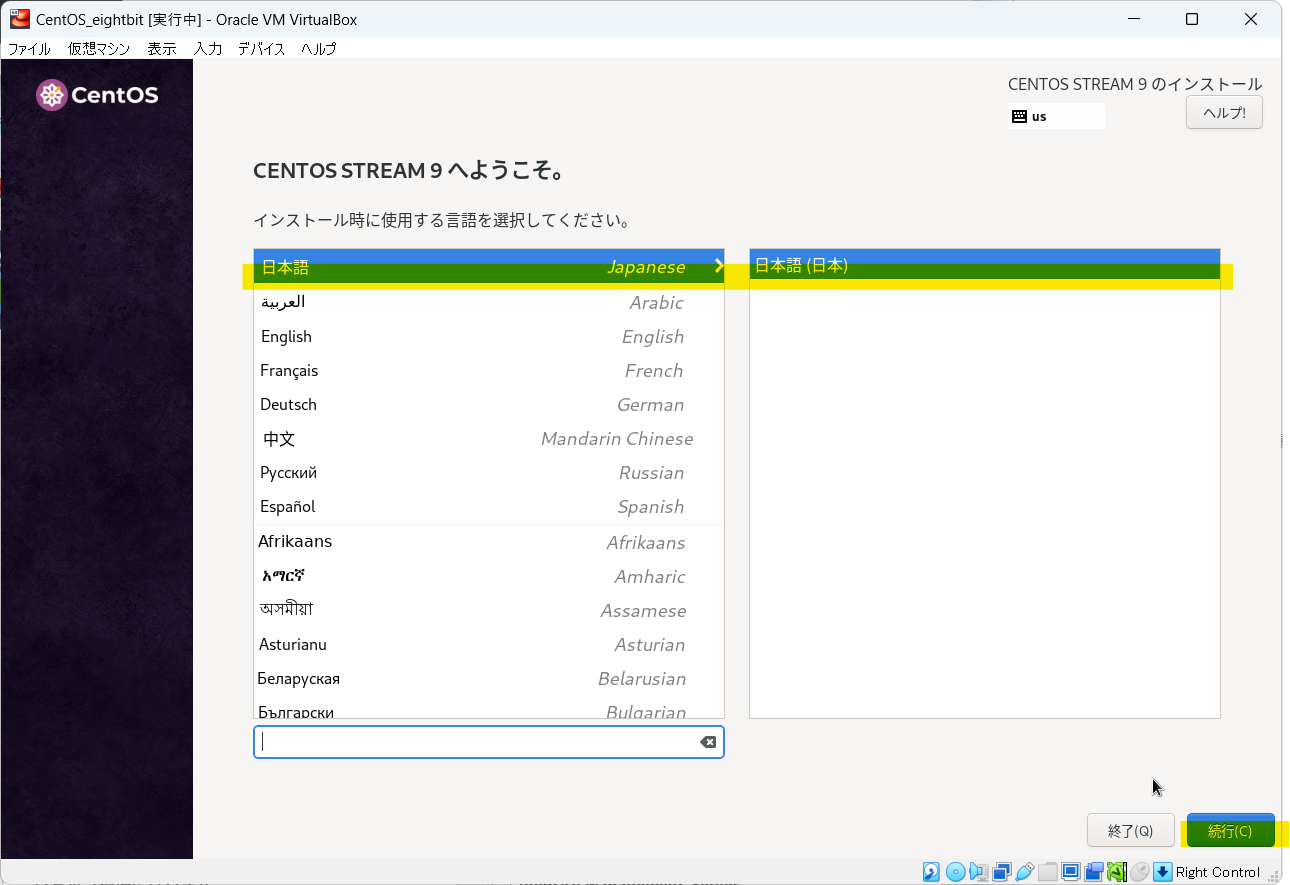 CentOS_eightbit [実行中] - Oracle VM VirtualBox
ファイル 仮想マシン 表示 入力 デバイス ヘルプ
CentOS
CENTOS STREAM 9 のインストール
us
ヘルプ!
CENTOS STREAM 9 へようこそ。
インストール時に使用する言語を選択してください。
日本語 Japanese
日本語 (日本)
العربية Arabic
English English
Français French
Deutsch German
中文 Mandarin Chinese
Русский Russian
Español Spanish
Afrikaans Afrikaans
አማርኛ Amharic
অসমীয়া Assamese
Asturianu Asturian
Беларуская Belarusian
Български Bulgarian
終了(Q) 続行(C)
Right Control